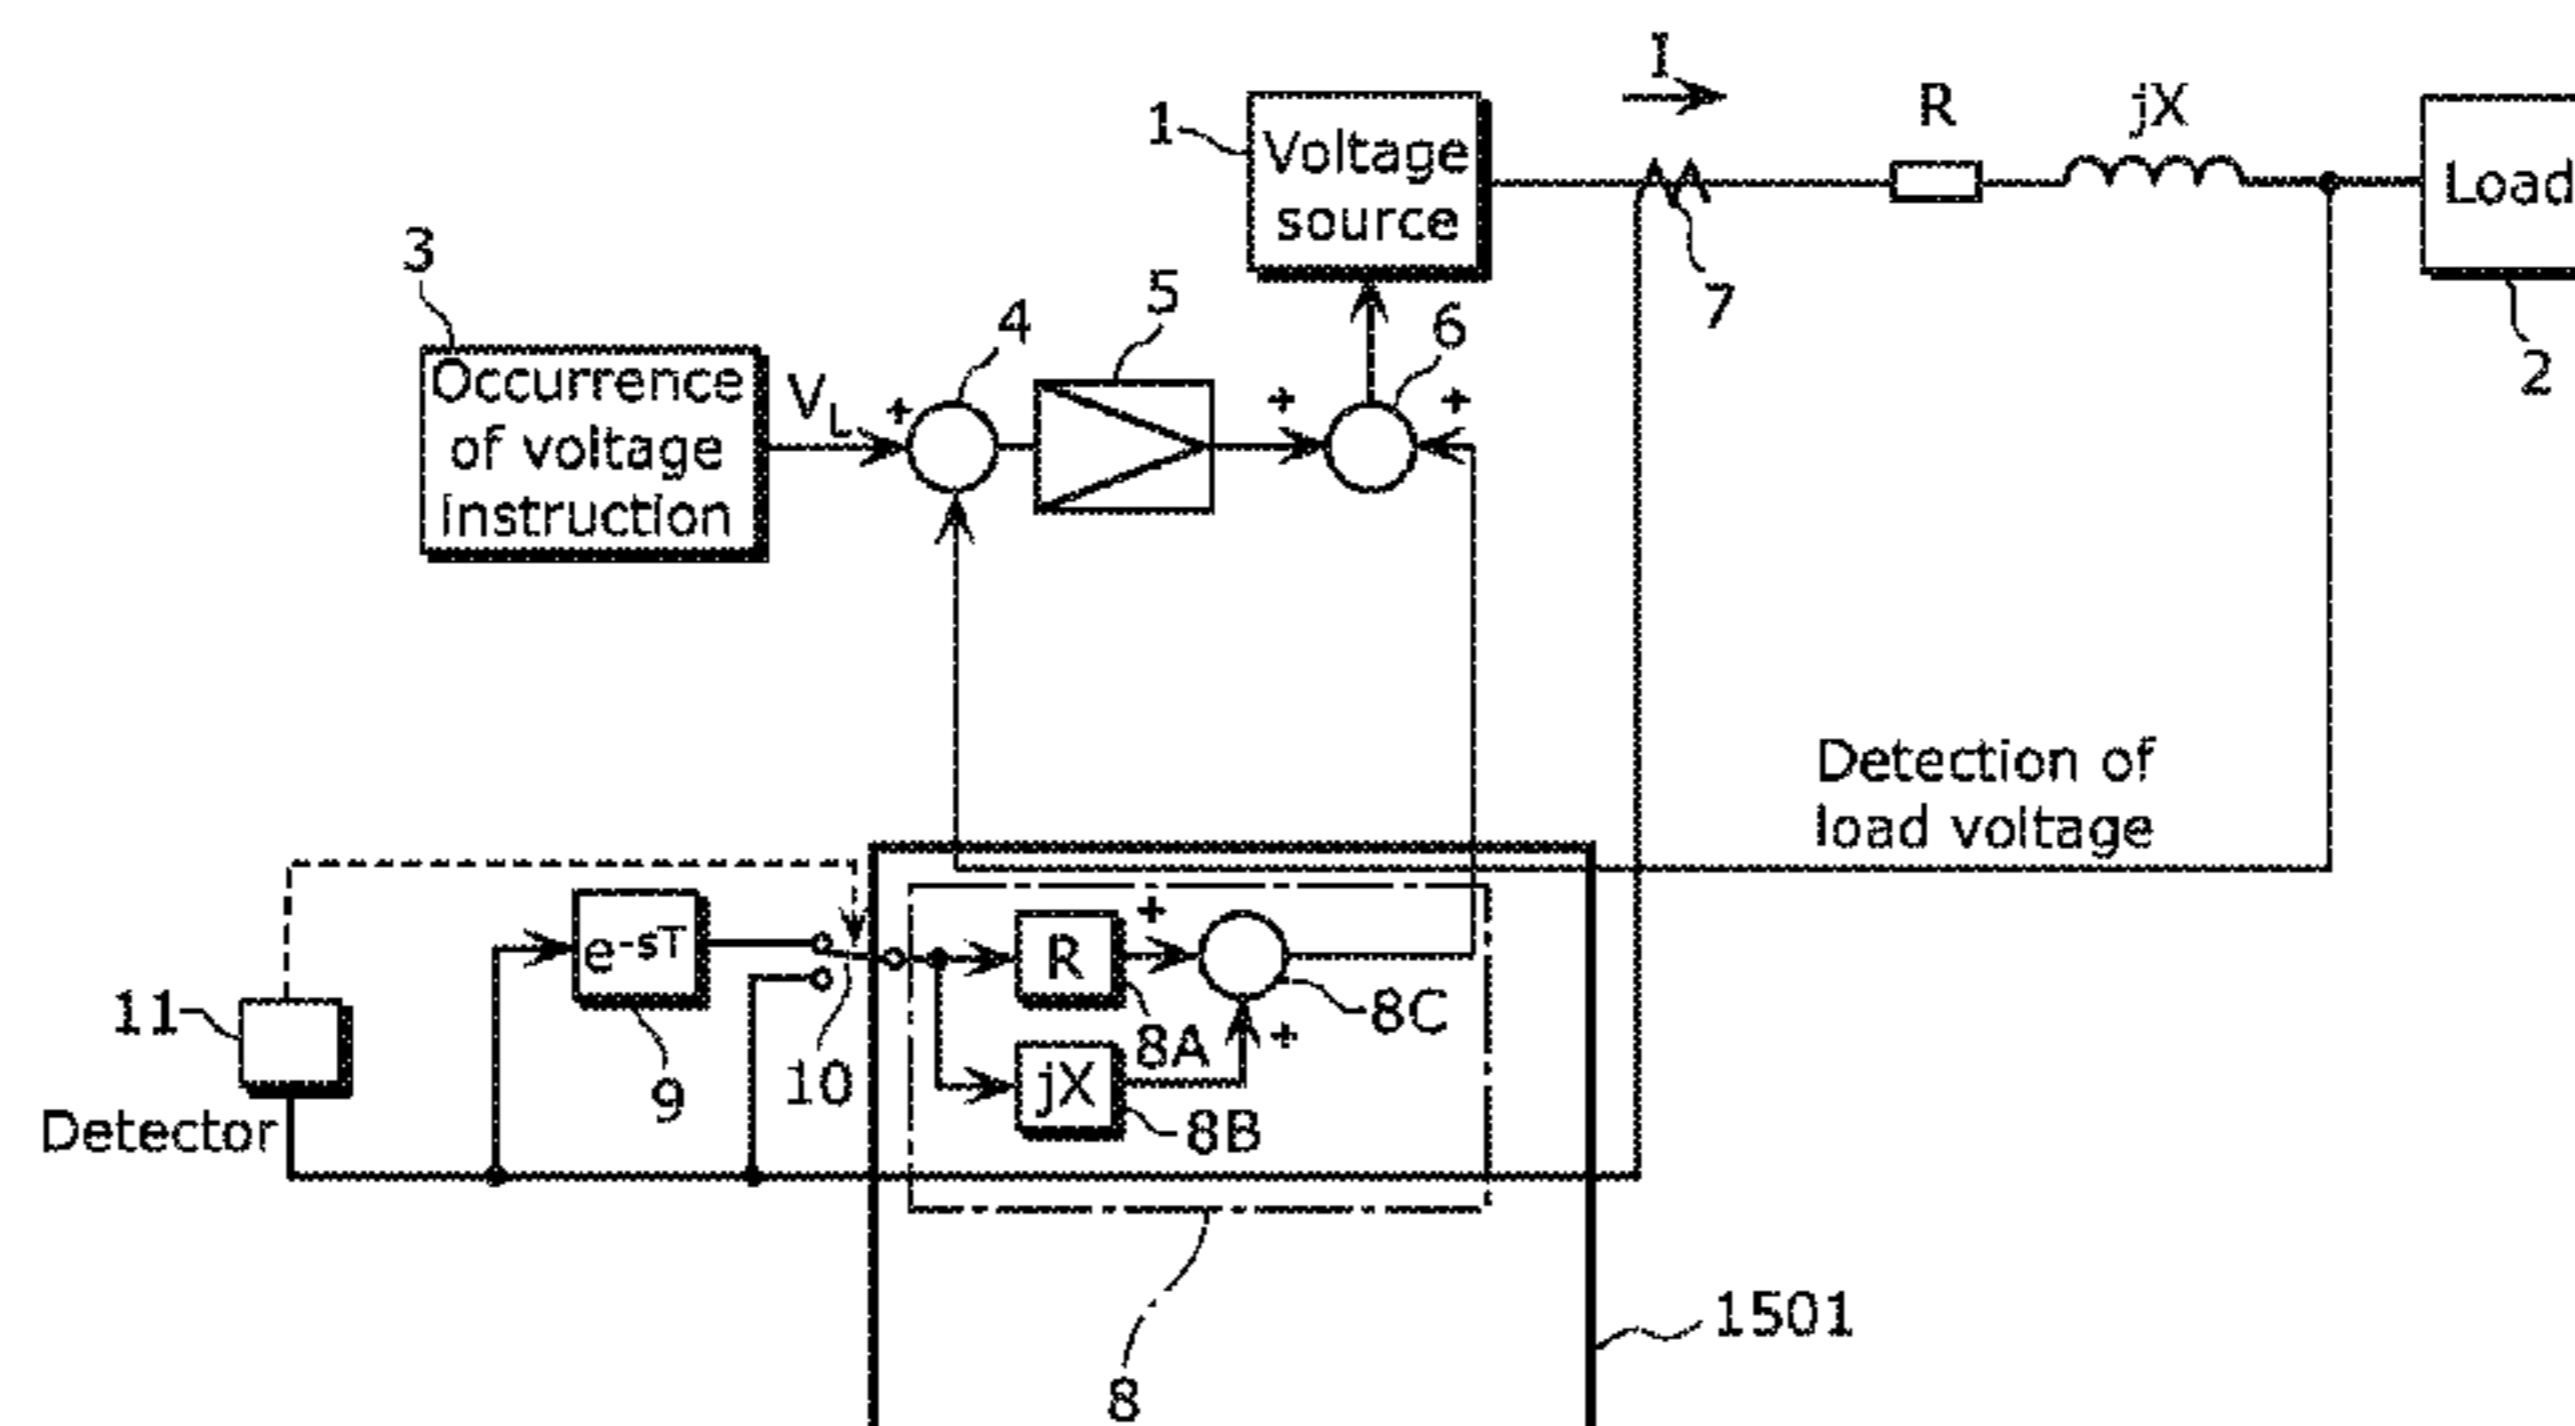 I
R
jX
1
Voltage
source
Load
7
2
3
Occurrence
of voltage
instruction
VL
+
4
5
+
6
+
Detection of
load voltage
e-sT
R
+
8C
11
9
10
8A
+
jX
8B
Detector
8
1501